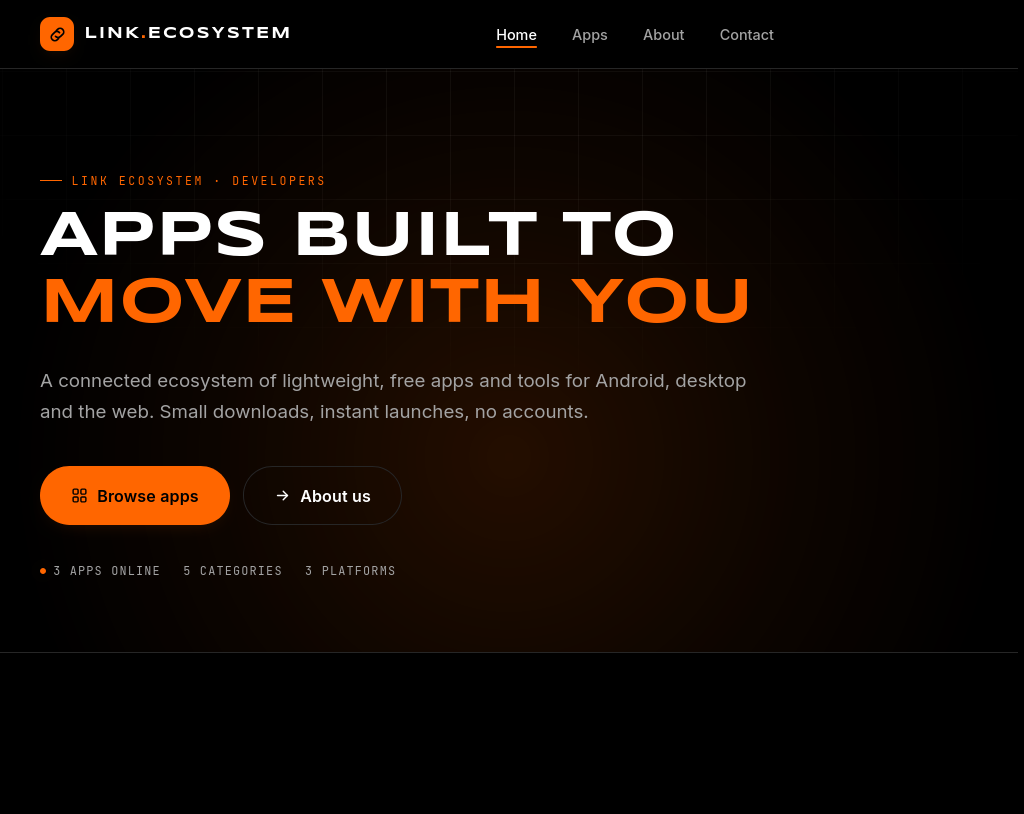 LINK.ECOSYSTEM
Home Apps About Contact
LINK ECOSYSTEM · DEVELOPERS
APPS BUILT TO
MOVE WITH YOU
A connected ecosystem of lightweight, free apps and tools for Android, desktop
and the web. Small downloads, instant launches, no accounts.
Browse apps About us
3 APPS ONLINE 5 CATEGORIES 3 PLATFORMS